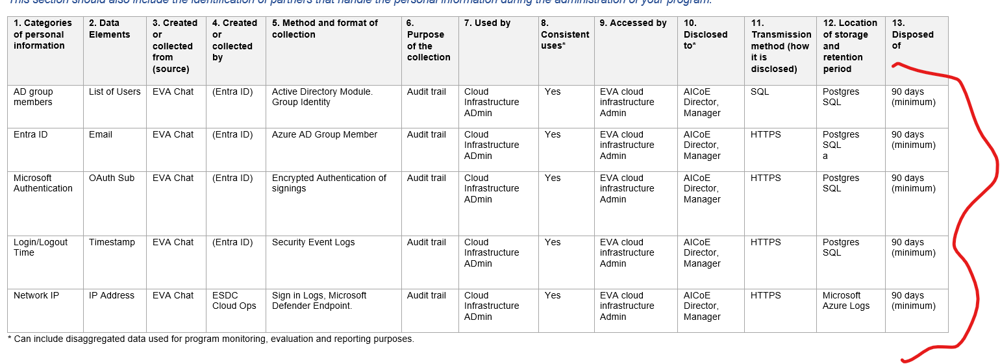 This section should also include the identification of partners that handle the personal information during the administration of your program.
1. Categories of personal information | 2. Data Elements | 3. Created or collected from (source) | 4. Created or collected by | 5. Method and format of collection | 6. Purpose of the collection | 7. Used by | 8. Consistent uses* | 9. Accessed by | 10. Disclosed to* | 11. Transmission method (how it is disclosed) | 12. Location of storage and retention period | 13. Disposed of
AD group members | List of Users | EVA Chat | (Entra ID) | Active Directory Module. Group Identity | Audit trail | Cloud Infrastructure ADmin | Yes | EVA cloud infrastructure Admin | AICoE Director, Manager | SQL | Postgres SQL | 90 days (minimum)
Entra ID | Email | EVA Chat | (Entra ID) | Azure AD Group Member | Audit trail | Cloud Infrastructure ADmin | Yes | EVA cloud infrastructure Admin | AICoE Director, Manager | HTTPS | Postgres SQL a | 90 days (minimum)
Microsoft Authentication | OAuth Sub | EVA Chat | (Entra ID) | Encrypted Authentication of signings | Audit trail | Cloud Infrastructure ADmin | Yes | EVA cloud infrastructure Admin | AICoE Director, Manager | HTTPS | Postgres SQL | 90 days (minimum)
Login/Logout Time | Timestamp | EVA Chat | (Entra ID) | Security Event Logs | Audit trail | Cloud Infrastructure ADmin | Yes | EVA cloud infrastructure Admin | AICoE Director, Manager | HTTPS | Postgres SQL | 90 days (minimum)
Network IP | IP Address | EVA Chat | ESDC Cloud Ops | Sign in Logs, Microsoft Defender Endpoint. | Audit trail | Cloud Infrastructure ADmin | Yes | EVA cloud infrastructure Admin | AICoE Director, Manager | HTTPS | Microsoft Azure Logs | 90 days (minimum)
* Can include disaggregated data used for program monitoring, evaluation and reporting purposes.